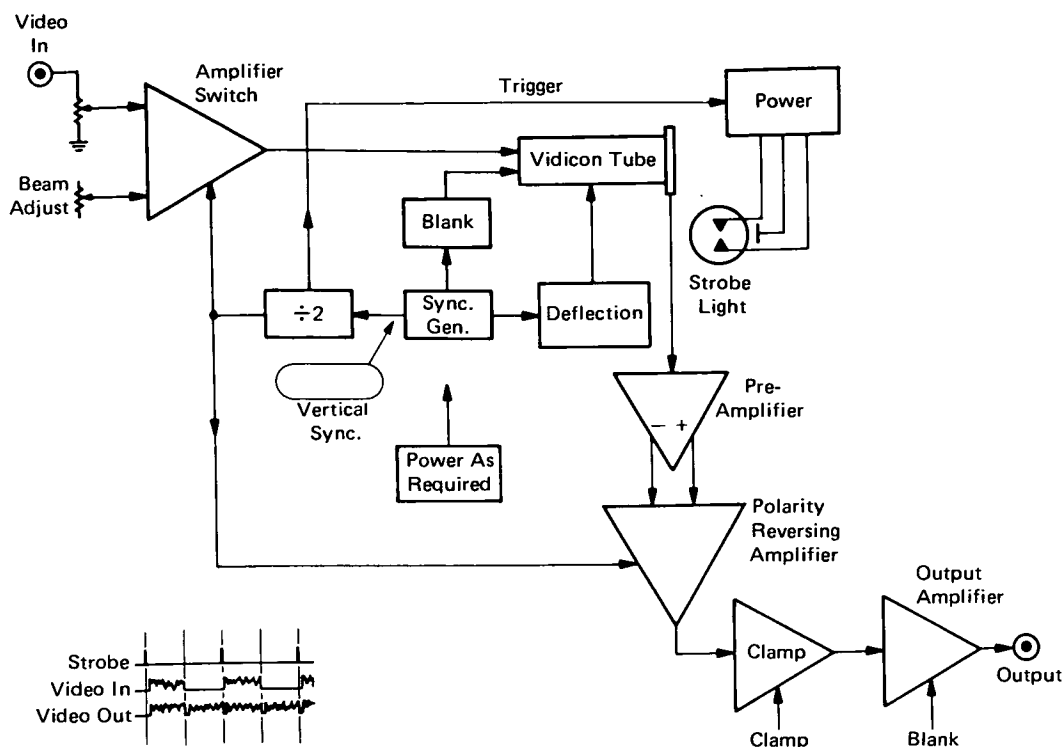 Video
In
Amplifier
Switch
Trigger
Power
Vidicon Tube
Beam
Adjust
Blank
Strobe
Light
÷2
Sync.
Gen.
Deflection
Vertical
Sync.
Pre-
Amplifier
− +
Power As
Required
Polarity
Reversing
Amplifier
Output
Amplifier
Clamp
Output
Clamp
Blank
Strobe
Video In
Video Out